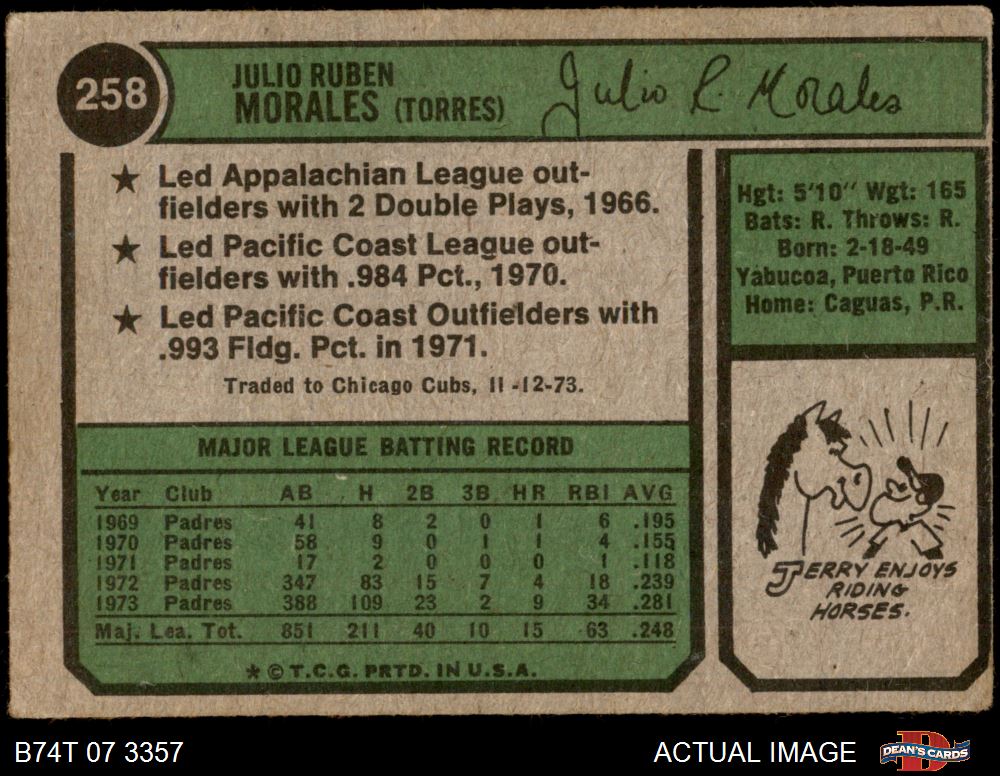 258
JULIO RUBEN
MORALES (TORRES)
Julio R. Morales
★ Led Appalachian League out-
fielders with 2 Double Plays, 1966.
★ Led Pacific Coast League out-
fielders with .984 Pct., 1970.
★ Led Pacific Coast Outfielders with
.993 Fldg. Pct. in 1971.
Traded to Chicago Cubs, 11-12-73.
Hgt: 5'10" Wgt: 165
Bats: R. Throws: R.
Born: 2-18-49
Yabucoa, Puerto Rico
Home: Caguas, P.R.
MAJOR LEAGUE BATTING RECORD
Year Club AB H 2B 3B HR RBI AVG
1969 Padres 41 8 2 0 1 6 .195
1970 Padres 58 9 0 1 1 4 .155
1971 Padres 17 2 0 0 0 1 .118
1972 Padres 347 83 15 7 4 18 .239
1973 Padres 388 109 23 2 9 34 .281
Maj. Lea. Tot. 851 211 40 10 15 63 .248
* © T.C.G. PRTD. IN U.S.A.
JERRY ENJOYS
RIDING
HORSES.
B74T 07 3357
ACTUAL IMAGE
DEAN'S CARDS